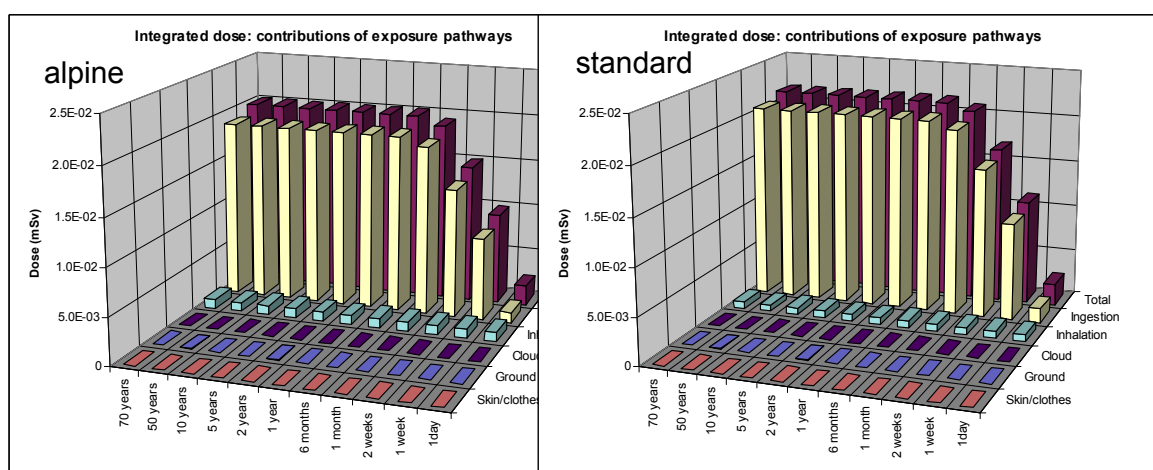 Integrated dose: contributions of exposure pathways
alpine
2.5E-02
2.0E-02
1.5E-02
1.0E-02
5.0E-03
0
Dose (mSv)
Inh
Cloud
Ground
Skin/clothes
70 years
50 years
10 years
5 years
2 years
1 year
6 months
1 month
2 weeks
1 week
1day
Integrated dose: contributions of exposure pathways
standard
2.5E-02
2.0E-02
1.5E-02
1.0E-02
5.0E-03
0
Dose (mSv)
Total
Ingestion
Inhalation
Cloud
Ground
Skin/clothes
70 years
50 years
10 years
5 years
2 years
1 year
6 months
1 month
2 weeks
1 week
1day